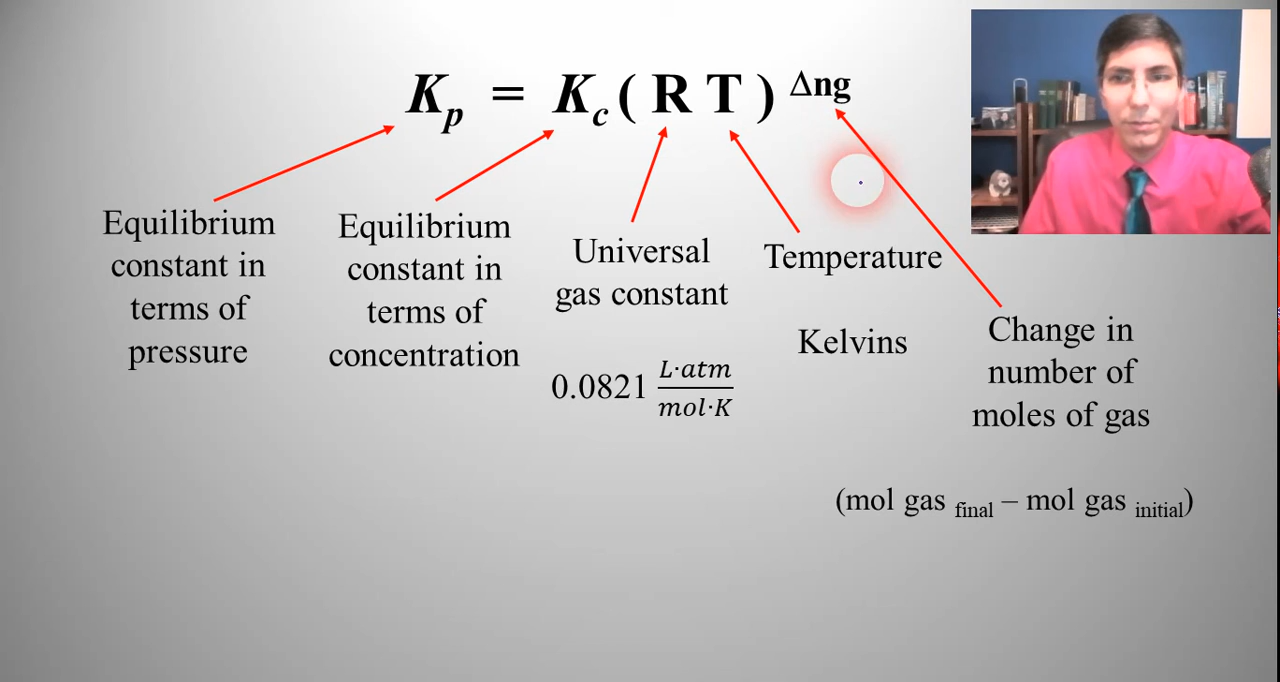 Kp = Kc ( R T ) Δng
Equilibrium
constant in
terms of
pressure
Equilibrium
constant in
terms of
concentration
Universal
gas constant
0.0821 L·atm/mol·K
Temperature
Kelvins
Change in
number of
moles of gas
(mol gas final – mol gas initial)